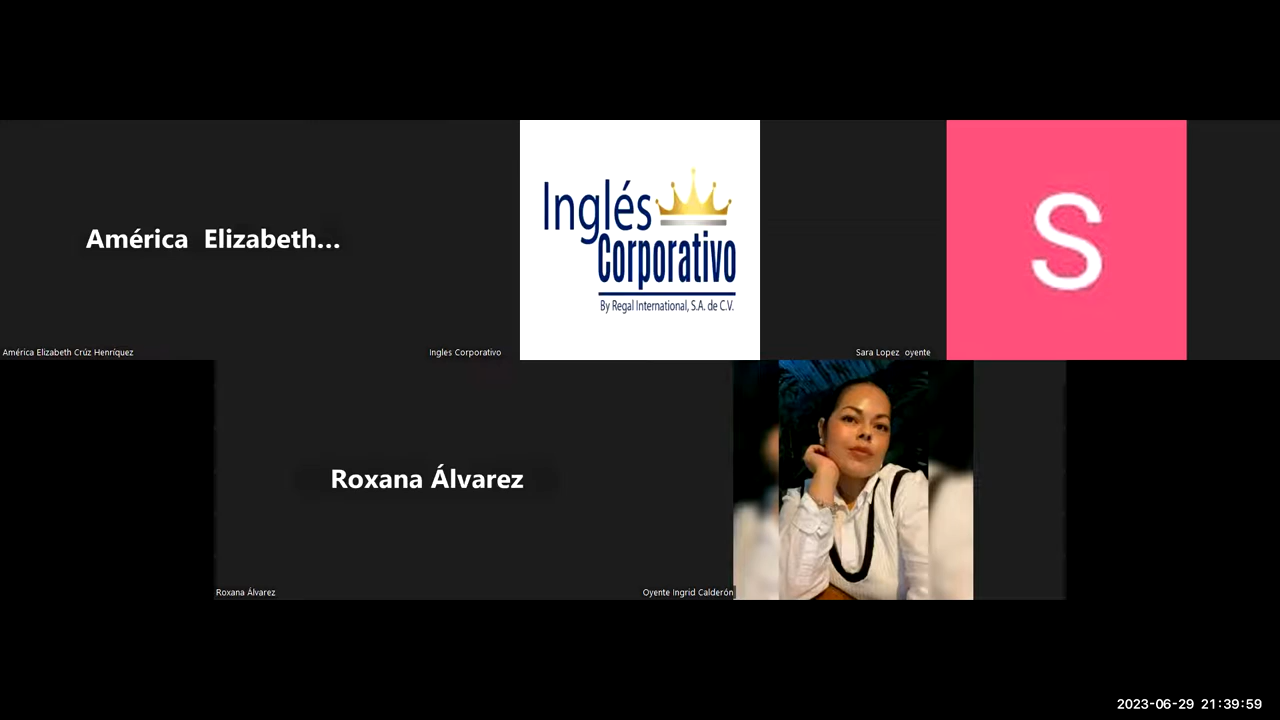 América  Elizabeth...
América Elizabeth Crúz Henríquez
Inglés
Corporativo
By Regal International, S.A. de C.V.
Ingles Corporativo
S
Sara Lopez  oyente
Roxana Álvarez
Roxana Álvarez
Oyente Ingrid Calderón
2023-06-29 21:39:59